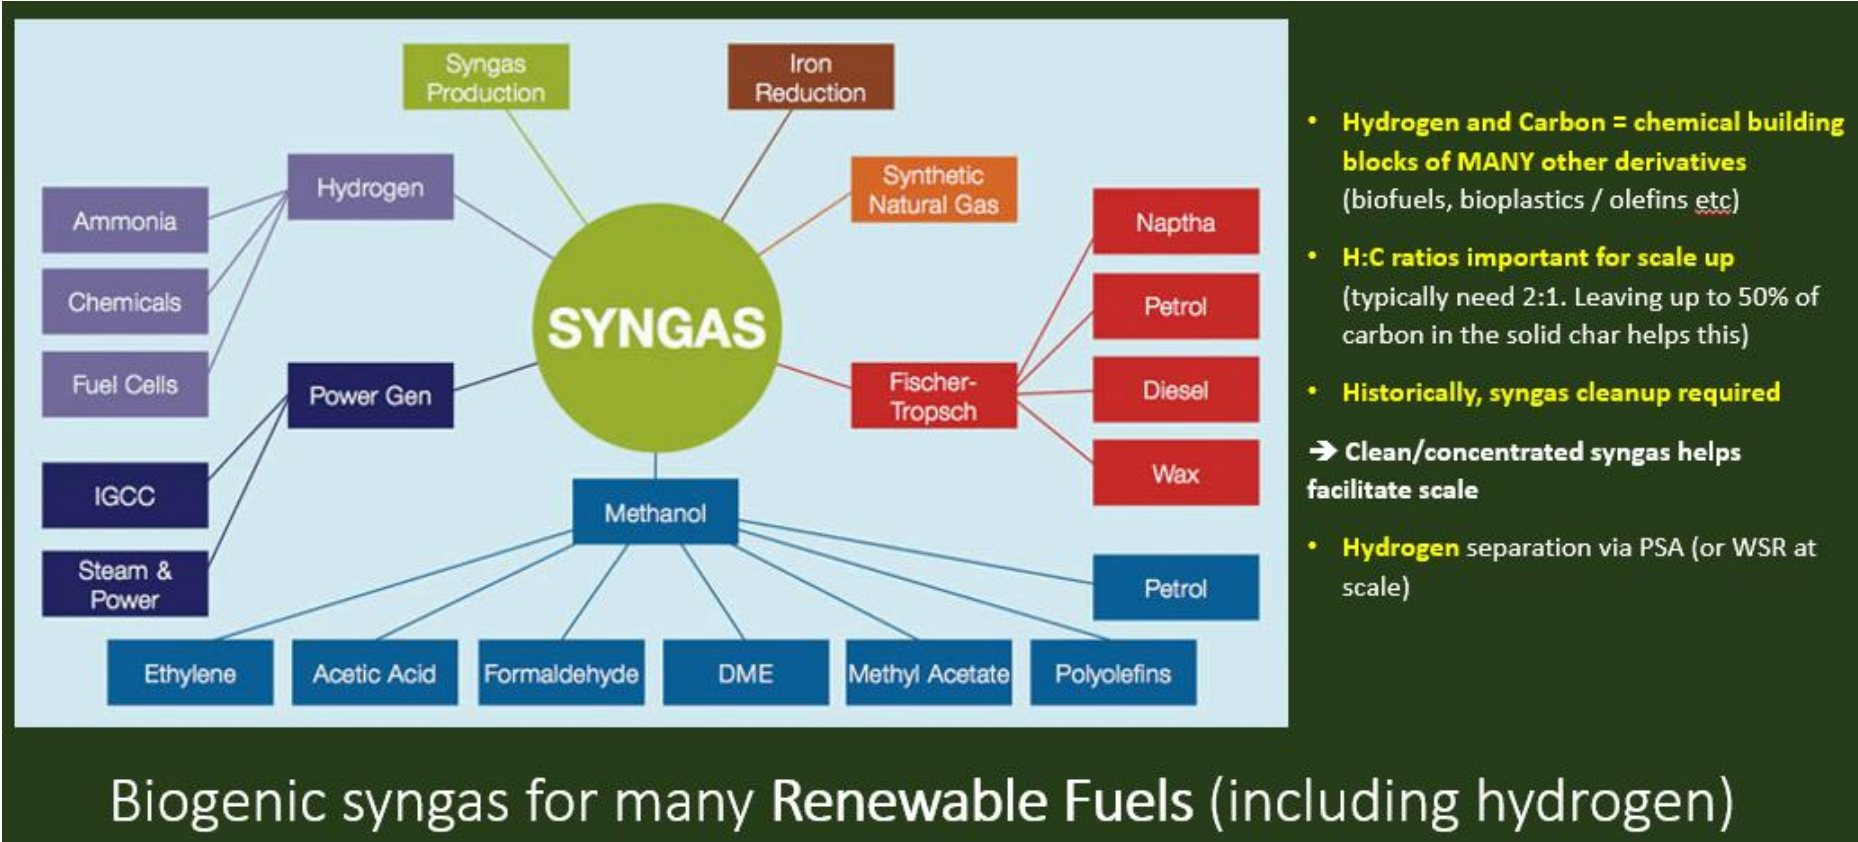 Syngas
Production
Iron
Reduction
Hydrogen
Synthetic
Natural Gas
Ammonia
Chemicals
Fuel Cells
SYNGAS
Naptha
Petrol
Diesel
Wax
Fischer-
Tropsch
Power Gen
IGCC
Steam &
Power
Methanol
Petrol
Ethylene
Acetic Acid
Formaldehyde
DME
Methyl Acetate
Polyolefins
• Hydrogen and Carbon = chemical building
blocks of MANY other derivatives
(biofuels, bioplastics / olefins etc)
• H:C ratios important for scale up
(typically need 2:1. Leaving up to 50% of
carbon in the solid char helps this)
• Historically, syngas cleanup required
➔ Clean/concentrated syngas helps
facilitate scale
• Hydrogen separation via PSA (or WSR at
scale)
Biogenic syngas for many Renewable Fuels (including hydrogen)